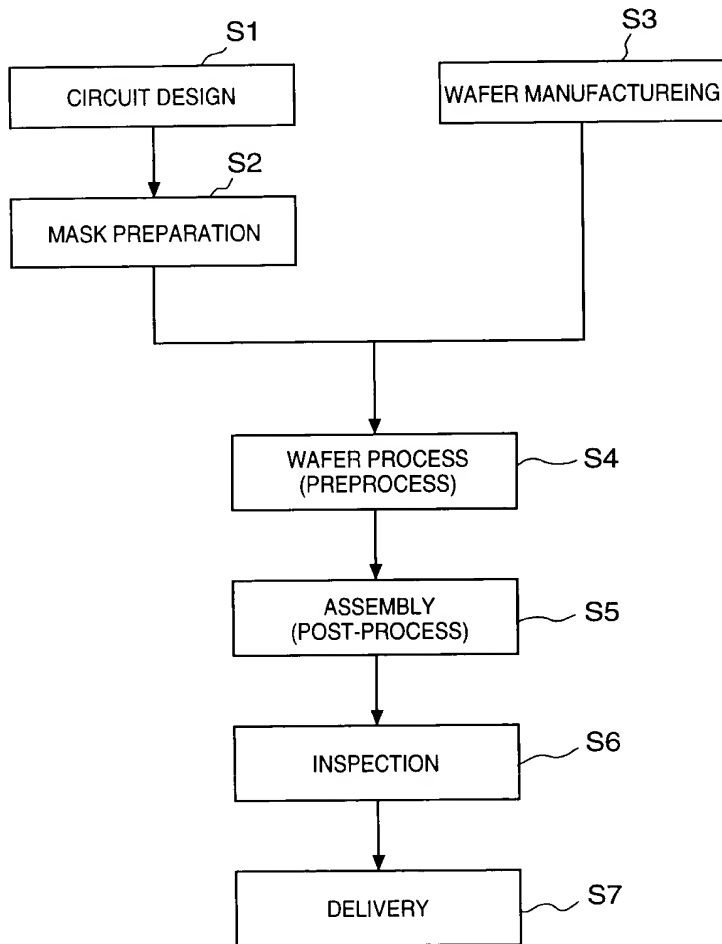 S1
CIRCUIT DESIGN
S3
WAFER MANUFACTUREING
S2
MASK PREPARATION
WAFER PROCESS
(PREPROCESS)
S4
ASSEMBLY
(POST-PROCESS)
S5
INSPECTION
S6
DELIVERY
S7